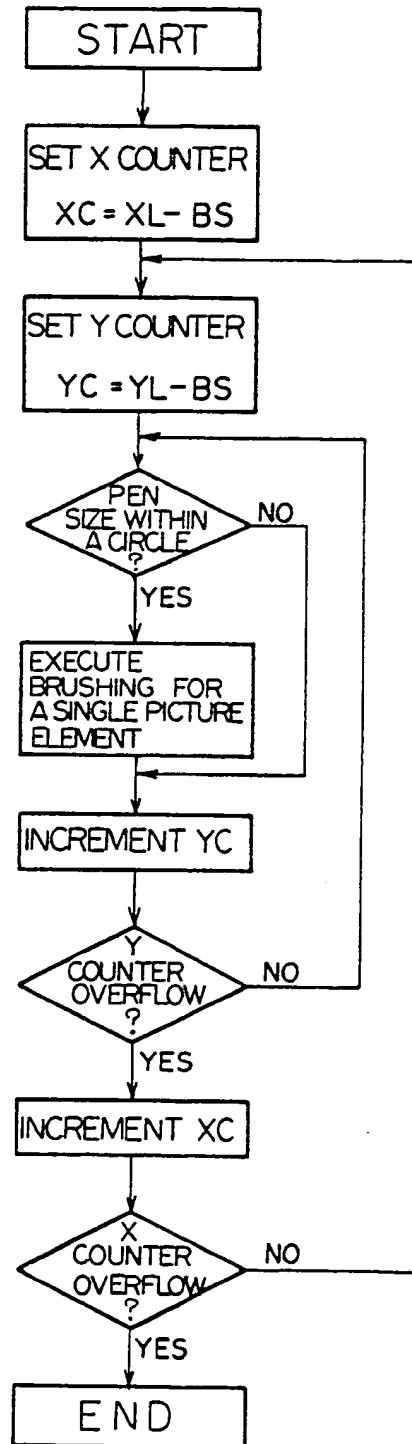 START
SET X COUNTER
XC = XL- BS
SET Y COUNTER
YC = YL-BS
PEN
SIZE WITHIN
A CIRCLE
?
NO
YES
EXECUTE
BRUSHING FOR
A SINGLE PICTURE
ELEMENT
INCREMENT YC
Y
COUNTER
OVERFLOW
?
NO
YES
INCREMENT XC
X
COUNTER
OVERFLOW
?
NO
YES
END